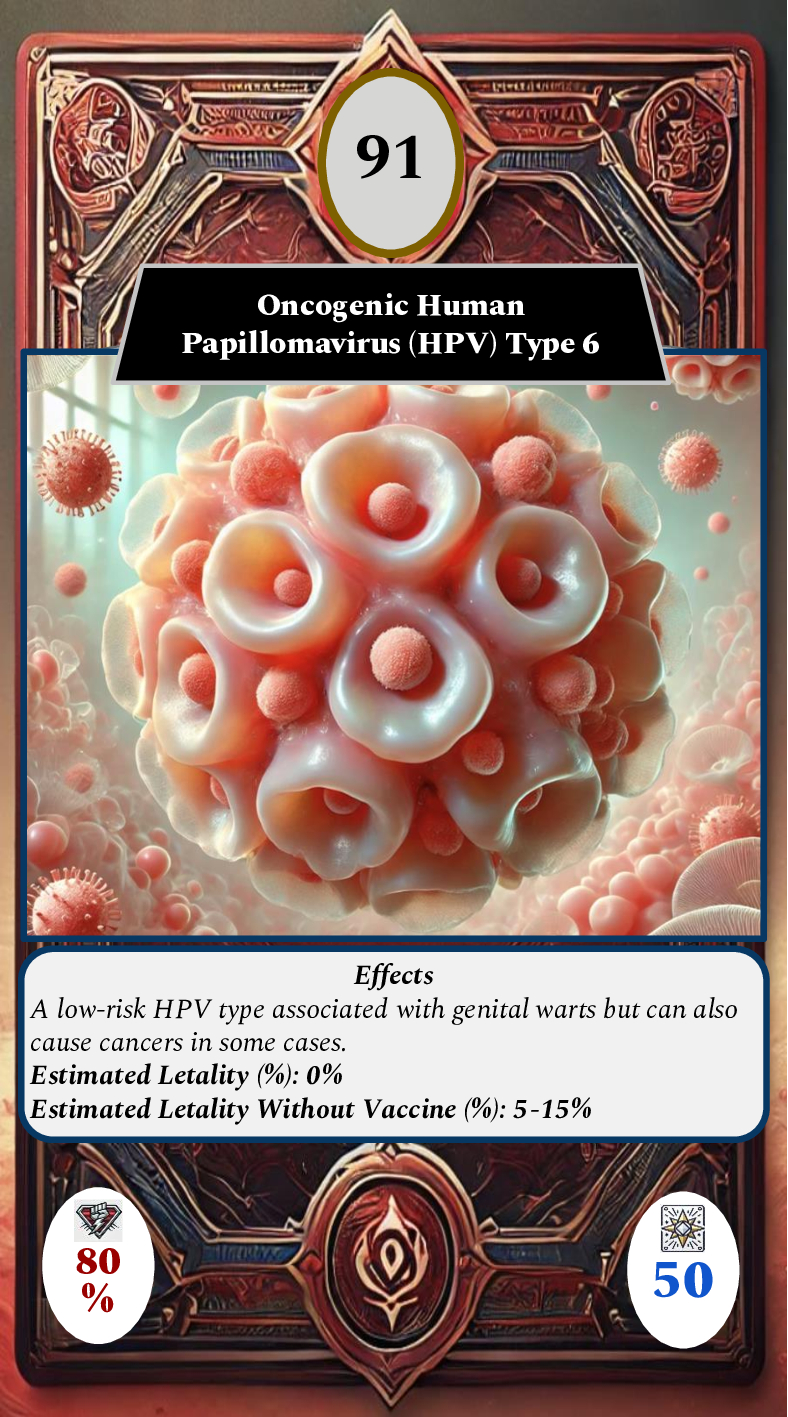 91
Oncogenic Human
Papillomavirus (HPV) Type 6
Effects
A low-risk HPV type associated with genital warts but can also
cause cancers in some cases.
Estimated Letality (%): 0%
Estimated Letality Without Vaccine (%): 5-15%
80
%
50